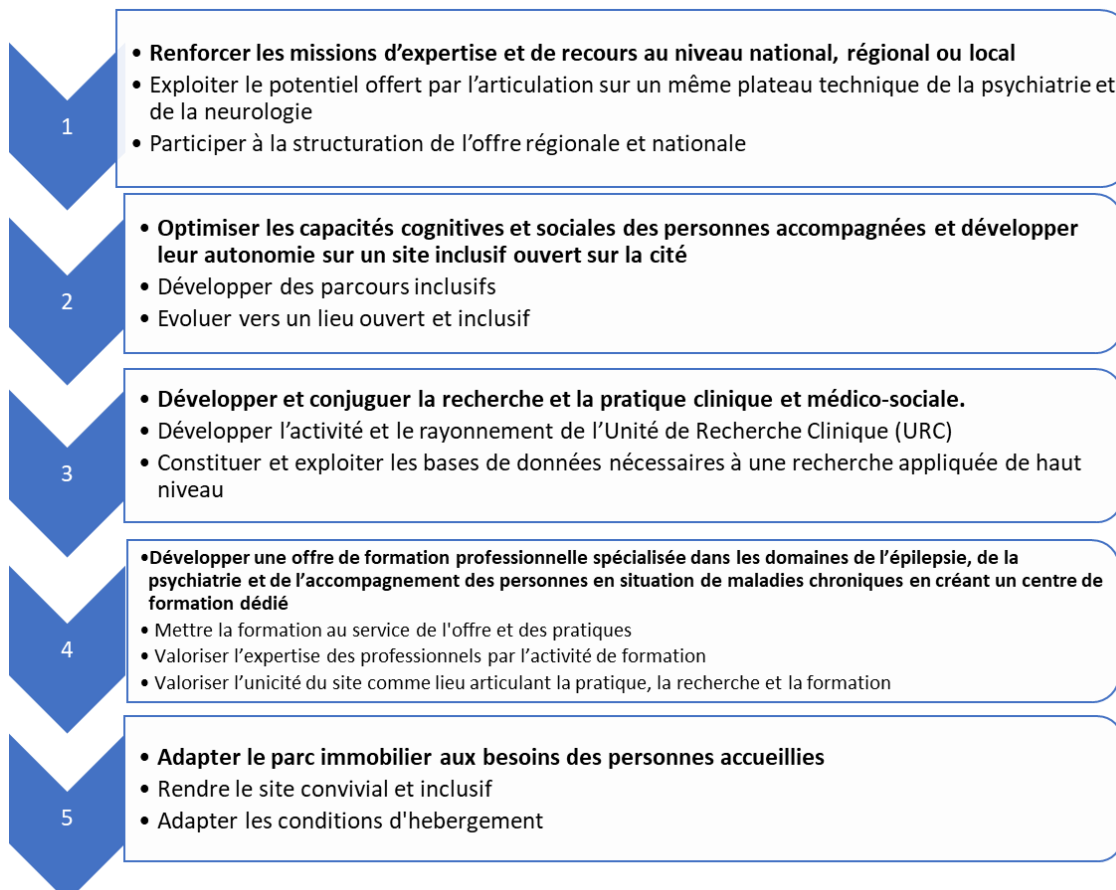 1
• Renforcer les missions d’expertise et de recours au niveau national, régional ou local
• Exploiter le potentiel offert par l’articulation sur un même plateau technique de la psychiatrie et
de la neurologie
• Participer à la structuration de l’offre régionale et nationale
2
• Optimiser les capacités cognitives et sociales des personnes accompagnées et développer
leur autonomie sur un site inclusif ouvert sur la cité
• Développer des parcours inclusifs
• Evoluer vers un lieu ouvert et inclusif
3
• Développer et conjuguer la recherche et la pratique clinique et médico-sociale.
• Développer l’activité et le rayonnement de l’Unité de Recherche Clinique (URC)
• Constituer et exploiter les bases de données nécessaires à une recherche appliquée de haut
niveau
4
•Développer une offre de formation professionnelle spécialisée dans les domaines de l’épilepsie, de la
psychiatrie et de l’accompagnement des personnes en situation de maladies chroniques en créant un centre de
formation dédié
• Mettre la formation au service de l'offre et des pratiques
• Valoriser l’expertise des professionnels par l’activité de formation
• Valoriser l’unicité du site comme lieu articulant la pratique, la recherche et la formation
5
• Adapter le parc immobilier aux besoins des personnes accueillies
• Rendre le site convivial et inclusif
• Adapter les conditions d'hebergement